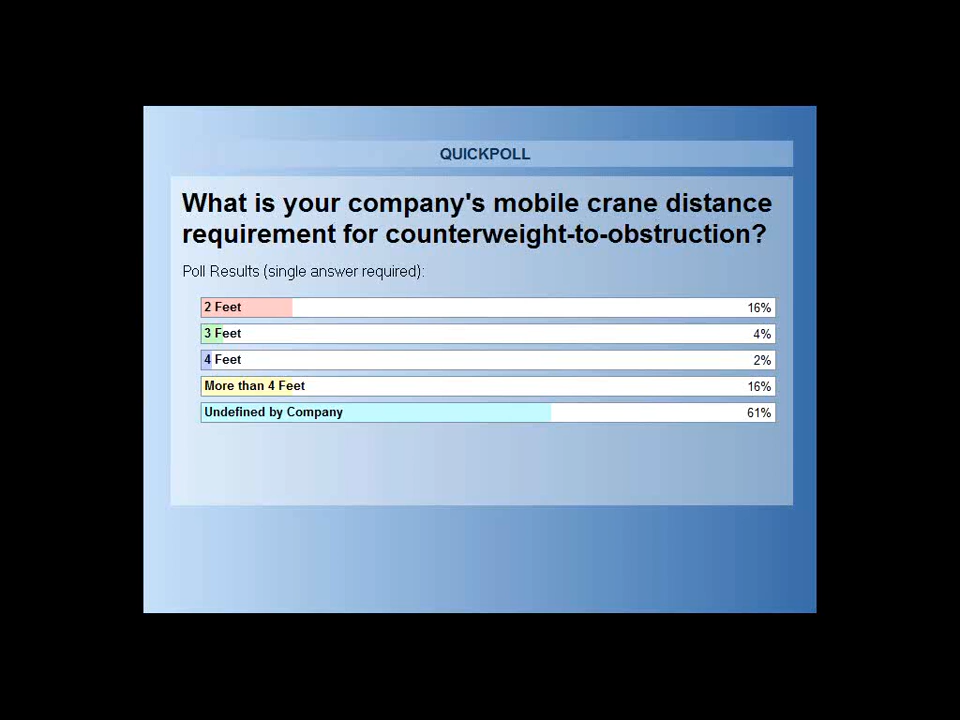 QUICKPOLL
What is your company's mobile crane distance
requirement for counterweight-to-obstruction?
Poll Results (single answer required):
2 Feet 16%
3 Feet 4%
4 Feet 2%
More than 4 Feet 16%
Undefined by Company 61%